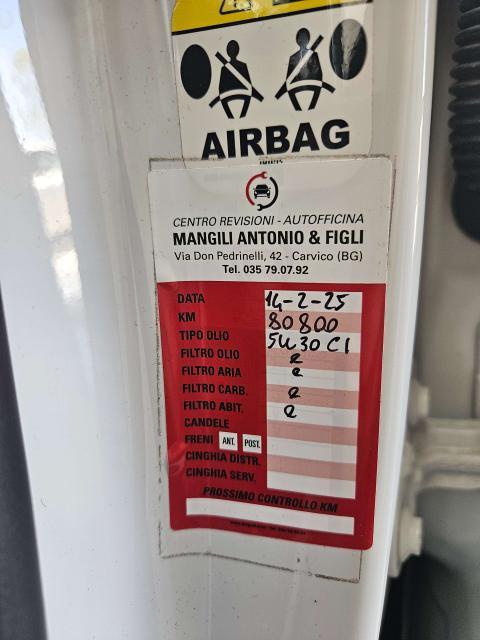 AIRBAG
CENTRO REVISIONI - AUTOFFICINA
MANGILI ANTONIO & FIGLI
Via Don Pedrinelli, 42 - Carvico (BG)
Tel. 035 79.07.92
DATA 14-2-25
KM 80800
TIPO OLIO 5W30 C1
FILTRO OLIO
FILTRO ARIA
FILTRO CARB.
FILTRO ABIT.
CANDELE
FRENI ANT. POST.
CINGHIA DISTR.
CINGHIA SERV.
PROSSIMO CONTROLLO KM